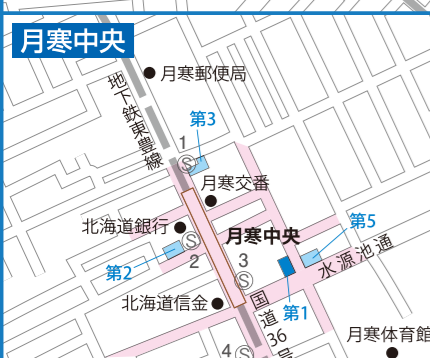 月寒中央
月寒郵便局
地下鉄東豊線
第3
1
Ⓢ
月寒交番
北海道銀行
Ⓢ
2
月寒中央
第5
第2
3
Ⓢ
水源池通
第1
北海道信金
国道36号
月寒体育館
4
Ⓢ